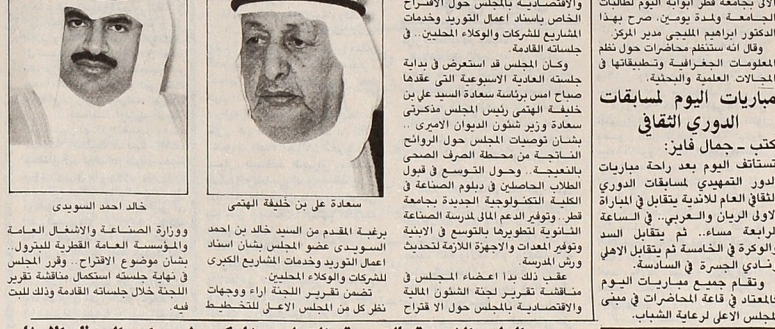 والاقتصادية بالمجلس حول الاقتراح
الخاص باسناد اعمال التوريد وخدمات
المشاريع للشركات والوكلاء المحليين.. في
جلساته القادمة.
وكان المجلس قد استعرض في بداية
جلسته العادية الاسبوعية التي عقدها
صباح امس برئاسة سعادة السيد علي بن
خليفة الهتمي رئيس المجلس مذكرتي
سعادة وزير شئون الديوان الاميري ..
بشان توصيات المجلس حول الروائح
الناتجة من محطة الصرف الصحي
بالنعيجة.. وحول التوسع في قبول
الطلاب الحاصلين في دبلوم الصناعة في
الكلية التكنولوجية الجديدة بجامعة
قطر.. وتوفير الدعم المالي لمدرسة الصناعة
الثانوية لتطويرها بالتوسع في الابنية
وتوفير المعدات والاجهزة اللازمة لتحديث
ورش المدرسة.
عقب ذلك بدا اعضاء المجلس في
مناقشة تقرير لجنة الشئون المالية
والاقتصادية بالمجلس حول الا قتراح
سعادة علي بن خليفة الهتمي
خالد احمد السويدي
برغبة المقدم من السيد خالد بن احمد
السويدي عضو المجلس بشان اسناد
اعمال التوريد وخدمات المشاريع الكبرى
للشركات والوكلاء المحليين.
تضمن تقرير اللجنة اراء ووجهات
نظر كل من المجلس الاعلى للتخطيط
ووزارة الصناعة والاشغال العامة
والمؤسسة العامة القطرية للبترول..
بشان موضوع الاقتراح.. وقرر المجلس
في نهاية جلسته استكمال مناقشة تقرير
اللجنة خلال جلساته القادمة وذلك للبت
فيه.
بجامعة قطر ابوابه اليوم لطالبات
الجامعة ولمدة يومين، صرح بهذا
الدكتور ابراهيم المليجي مدير المركز.
وقال انه ستنظم محاضرات حول نظم
المعلومات الجغرافية وتطبيقاتها في
المجالات العلمية والبحثية.
مباريات اليوم لمسابقات
الدوري الثقافي
كتب - جمال فايز:
تستأنف اليوم بعد راحة مباريات
الدور التمهيدي لمسابقات الدوري
الثقافي العام للاندية يتقابل في المباراة
الاولى الريان والعربي.. في الساعة
الرابعة مساء.. ثم يتقابل السد
والوكرة في الخامسة ثم يتقابل الاهلي
ونادي الجسرة في السادسة.
وتقام جميع مباريات اليوم
المعتاد في قاعة المحاضرات في مبنى
المجلس الاعلى لرعاية الشباب.